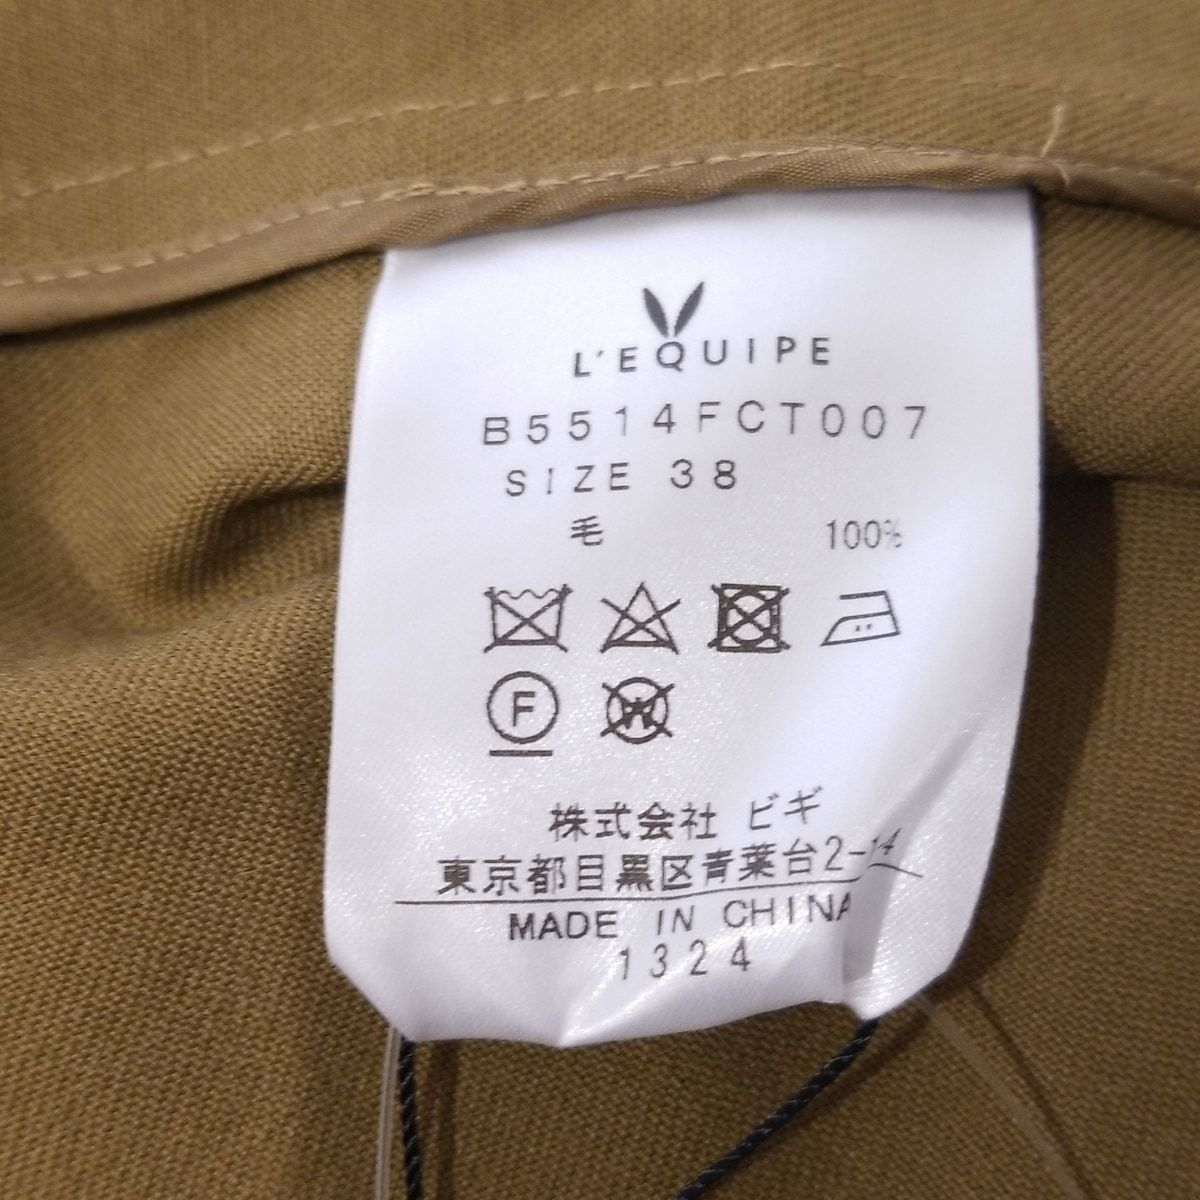 L'EQUIPE
B5514FCT007
SIZE 38
毛 100%
F
W
株式会社 ビギ
東京都目黒区青葉台2-14
MADE IN CHINA
1324